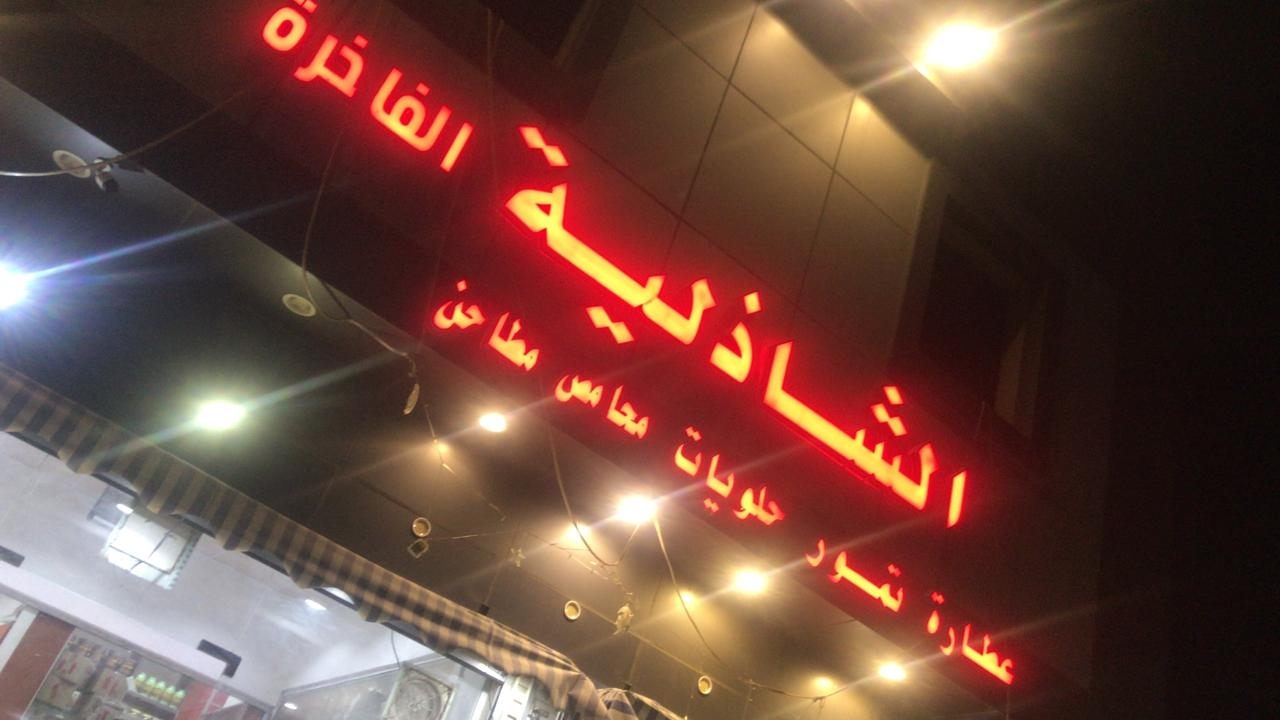 الشاذلية الفاخرة
عطارة تمور حلويات محامص مطاحن